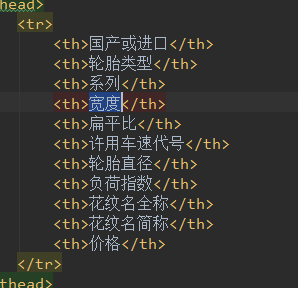 head>
<tr>
<th>国产或进口</th>
<th>轮胎类型</th>
<th>系列</th>
<th>宽度</th>
<th>扁平比</th>
<th>许用车速代号</th>
<th>轮胎直径</th>
<th>负荷指数</th>
<th>花纹名全称</th>
<th>花纹名简称</th>
<th>价格</th>
</tr>
thead>